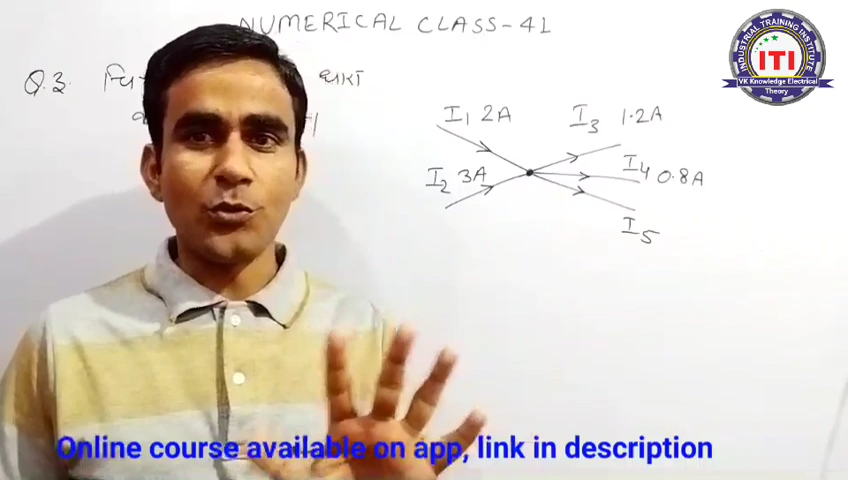 NUMERICAL CLASS-41
Q.3. धारा
I1 2A
I3 1.2A
I2 3A
I4 0.8A
I5
INDUSTRIAL TRAINING INSTITUTE
ITI
VK Knowledge Electrical
Theory
Online course available on app, link in description